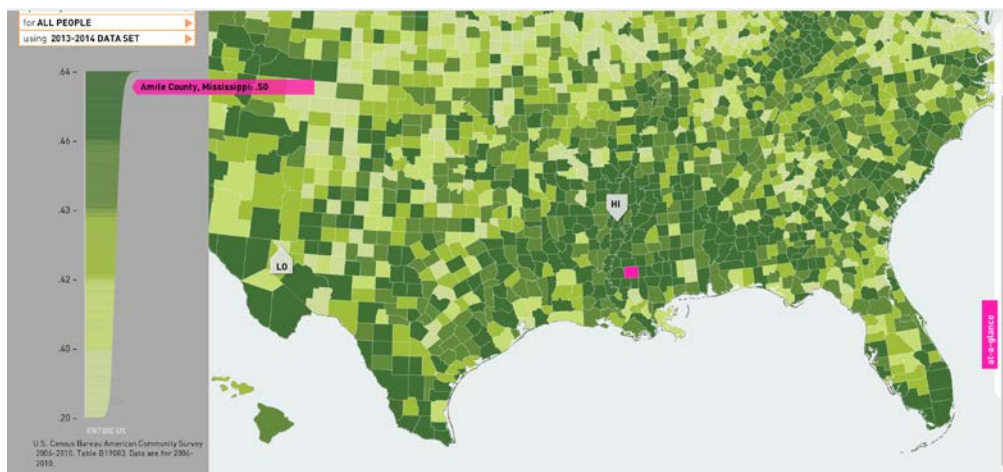 for ALL PEOPLE
using 2013-2014 DATA SET
.64
Amite County, Mississippi: .50
.46
.43
.42
.40
.20
ENTIRE US
U.S. Census Bureau American Community Survey
2006-2010. Table B19083. Data are for 2006-
2010.
HI
LO
at-a-glance